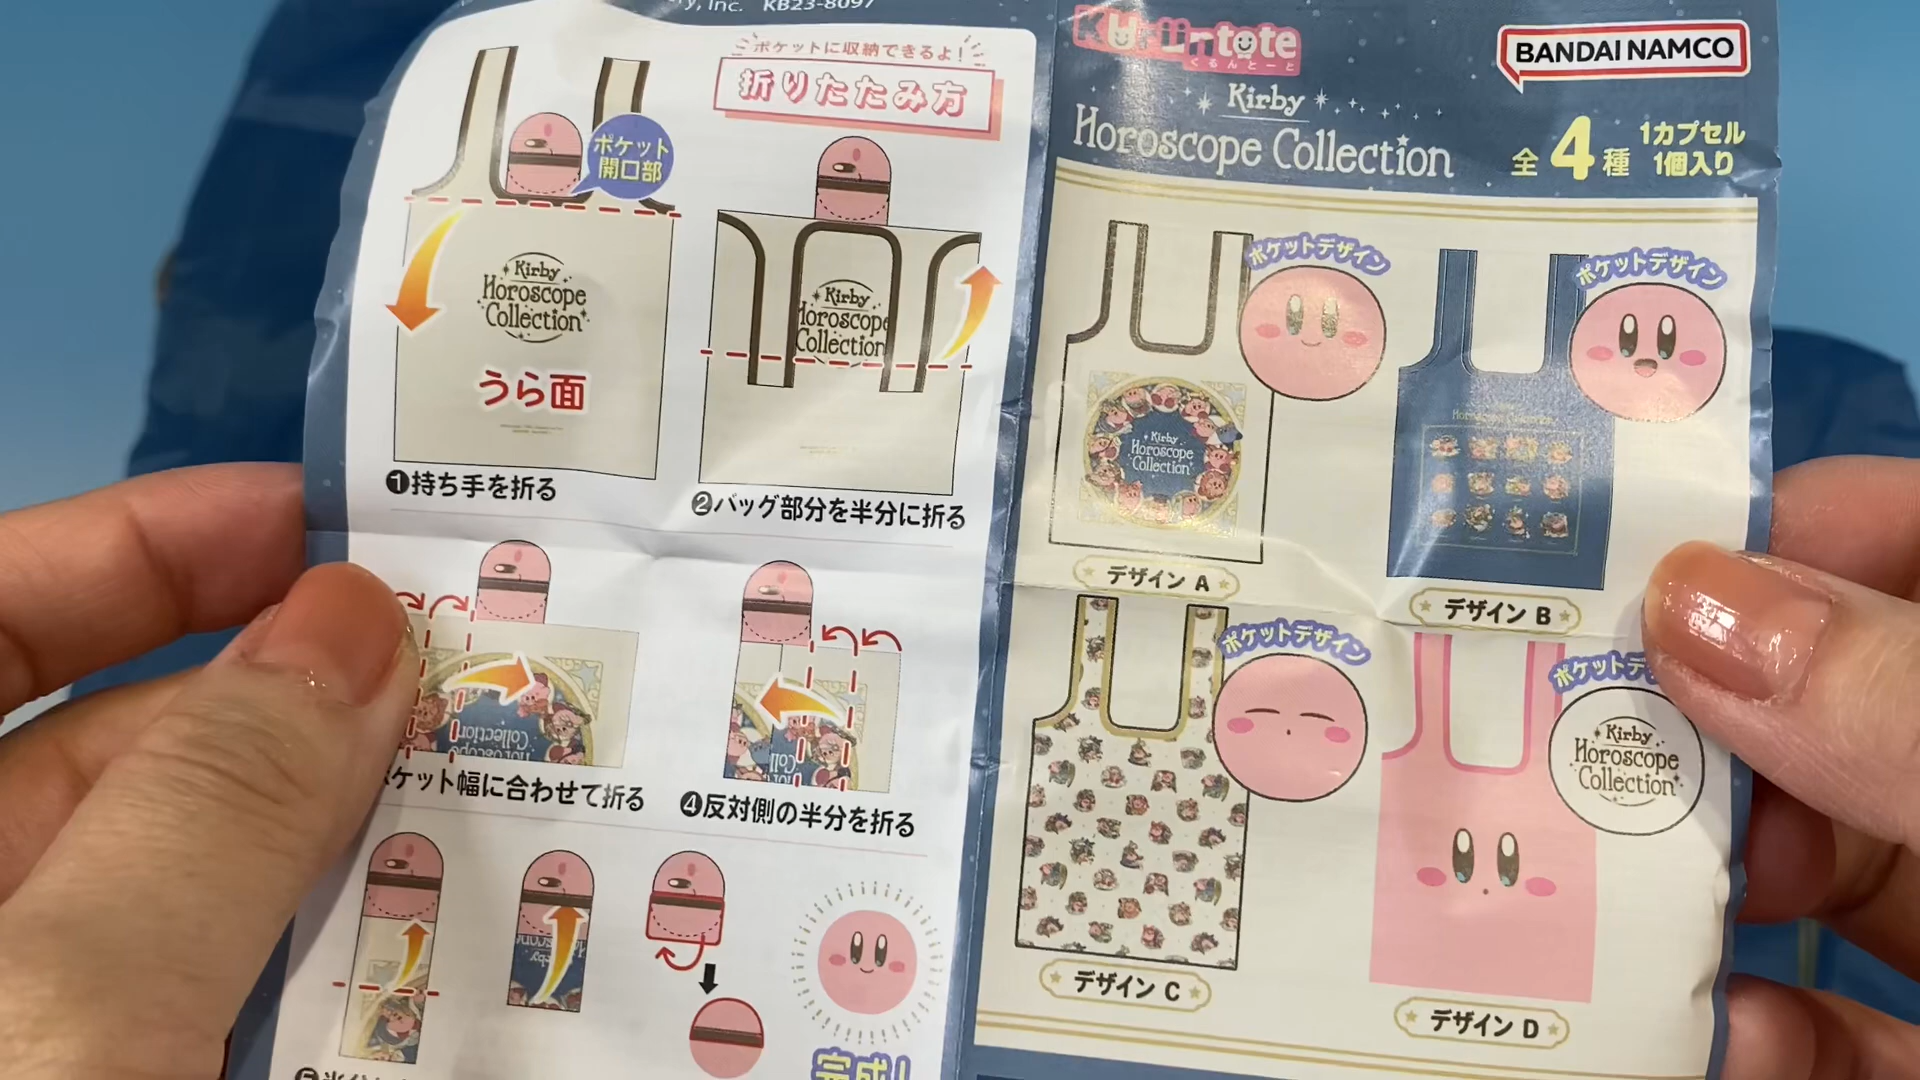 Inc. KB23-8097
ポケットに収納できるよ!
折りたたみ方
ポケット
開口部
Kirby
Horoscope
Collection
うら面
❶持ち手を折る
Kirby
Horoscope
Collection
❷バッグ部分を半分に折る
ケット幅に合わせて折る
❹反対側の半分を折る
完成!
Kuruntote
くるんとーと
BANDAI NAMCO
Kirby
Horoscope Collection
全4種
1カプセル
1個入り
ポケットデザイン
Kirby
Horoscope
Collection
デザイン A
ポケットデザイン
デザイン B
ポケットデザイン
デザイン C
ポケットデ
Kirby
Horoscope
Collection
デザイン D